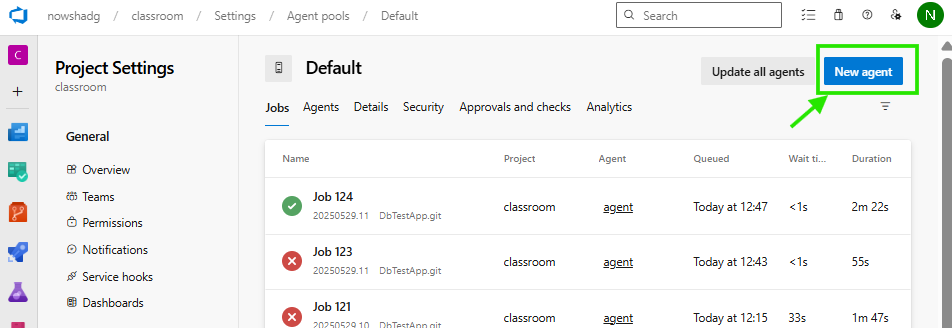 nowshadg / classroom / Settings / Agent pools / Default
Search
N
C
Project Settings
classroom
General
Overview
Teams
Permissions
Notifications
Service hooks
Dashboards
Default
Update all agents
New agent
Jobs Agents Details Security Approvals and checks Analytics
Name Project Agent Queued Wait ti... Duration
Job 124
20250529.11 DbTestApp.git classroom agent Today at 12:47 <1s 2m 22s
Job 123
20250529.11 DbTestApp.git classroom agent Today at 12:43 <1s 55s
Job 121
20250529.10 DbTestApp.git classroom agent Today at 12:15 33s 1m 47s